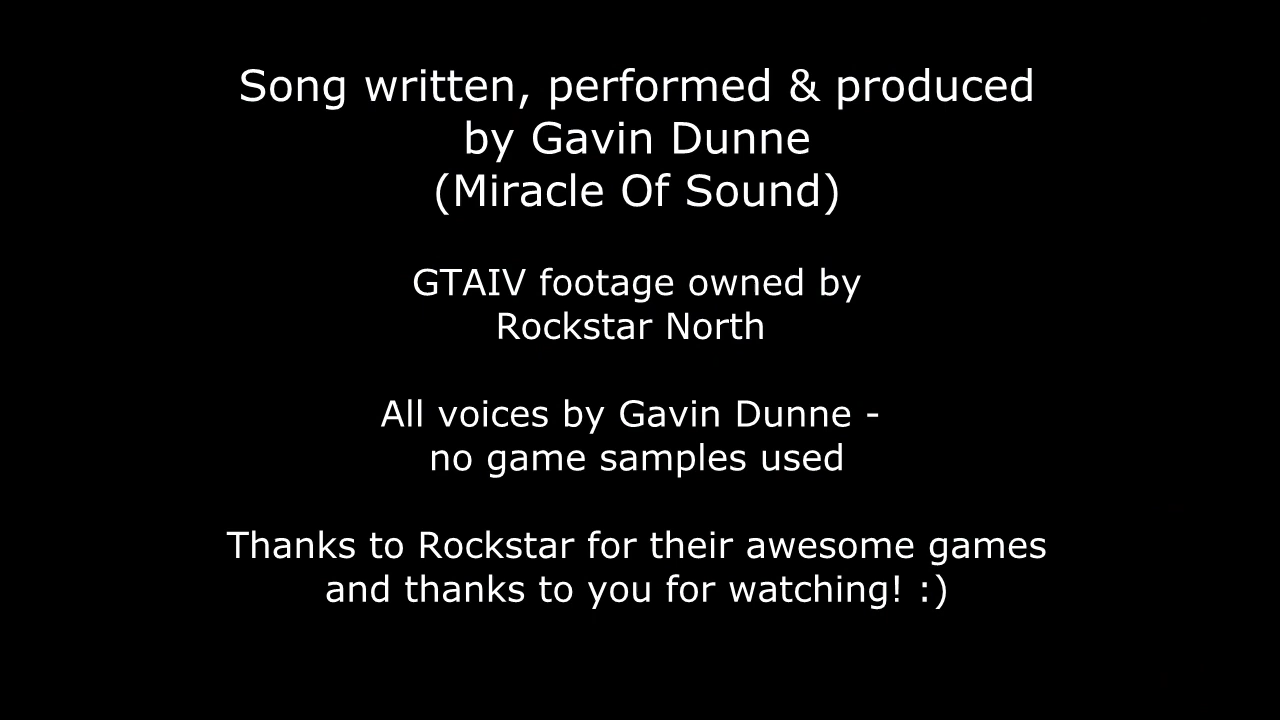 Song written, performed & produced
by Gavin Dunne
(Miracle Of Sound)
GTAIV footage owned by
Rockstar North
All voices by Gavin Dunne -
no game samples used
Thanks to Rockstar for their awesome games
and thanks to you for watching! :)